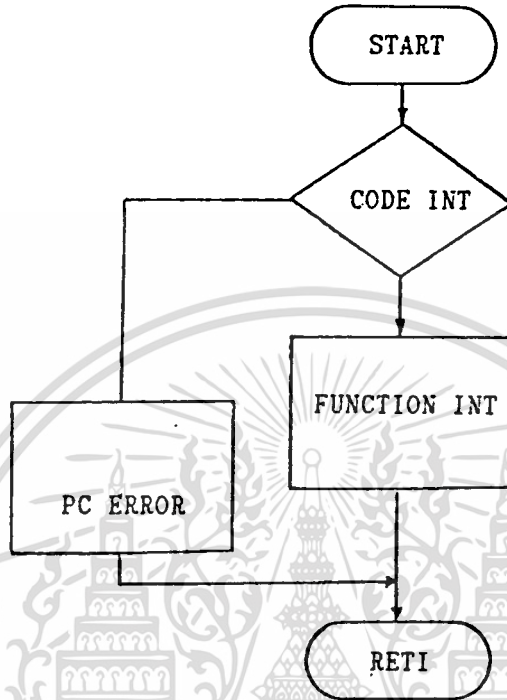 START
CODE INT
FUNCTION INT
PC ERROR
RETI